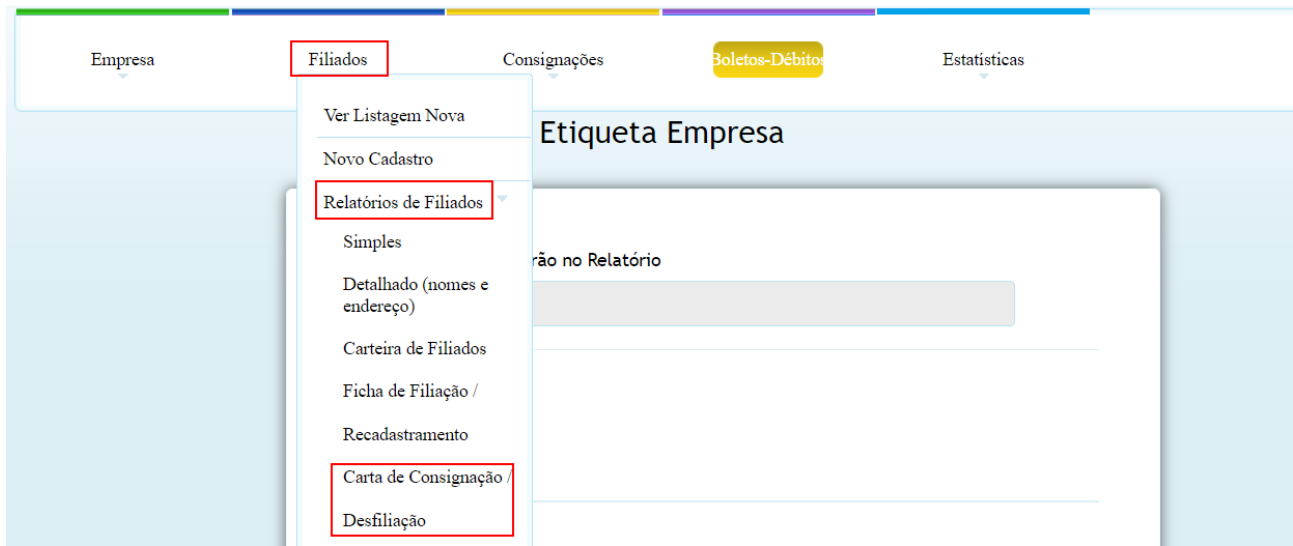 Empresa Filiados Consignações Boletos-Débitos Estatísticas
Ver Listagem Nova
Etiqueta Empresa
Novo Cadastro
Relatórios de Filiados
Simples
rão no Relatório
Detalhado (nomes e
endereço)
Carteira de Filiados
Ficha de Filiação /
Recadastramento
Carta de Consignação /
Desfiliação